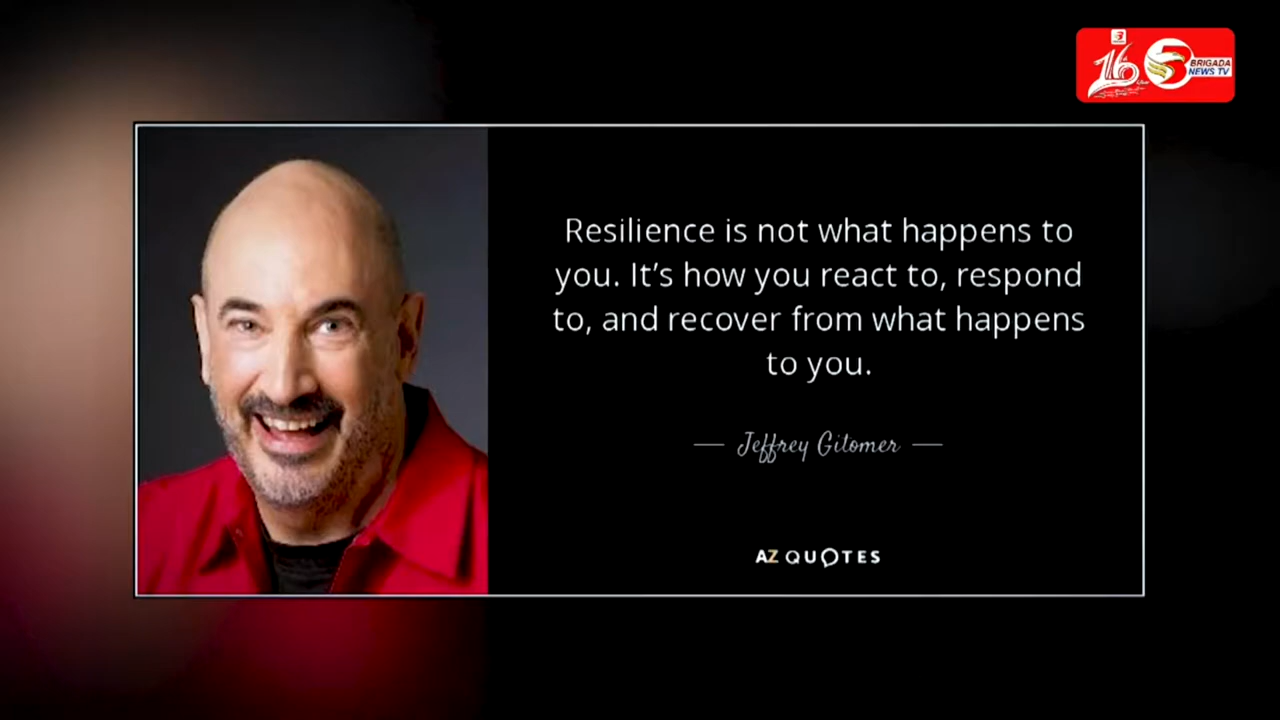 16
BRIGADA
NEWS TV
Resilience is not what happens to
you. It’s how you react to, respond
to, and recover from what happens
to you.
Jeffrey Gitomer
AZ QUOTES